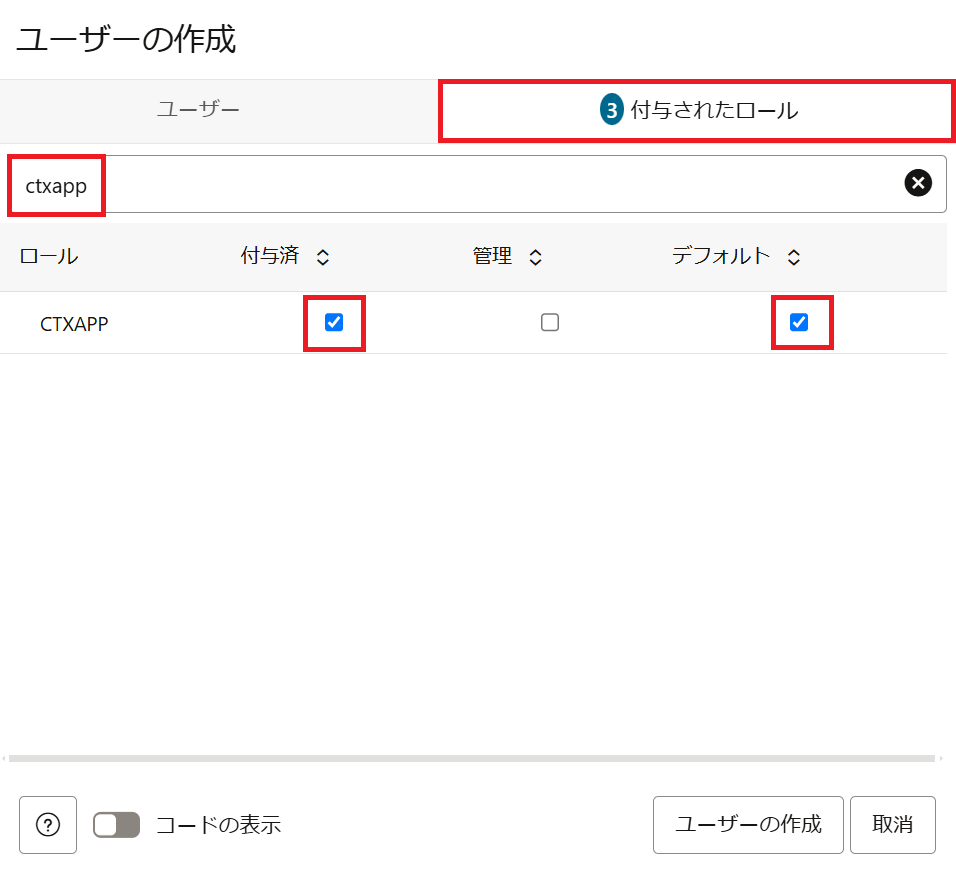 ユーザーの作成
ユーザー
3 付与されたロール
ctxapp
ロール 付与済 管理 デフォルト
CTXAPP
? コードの表示 ユーザーの作成 取消